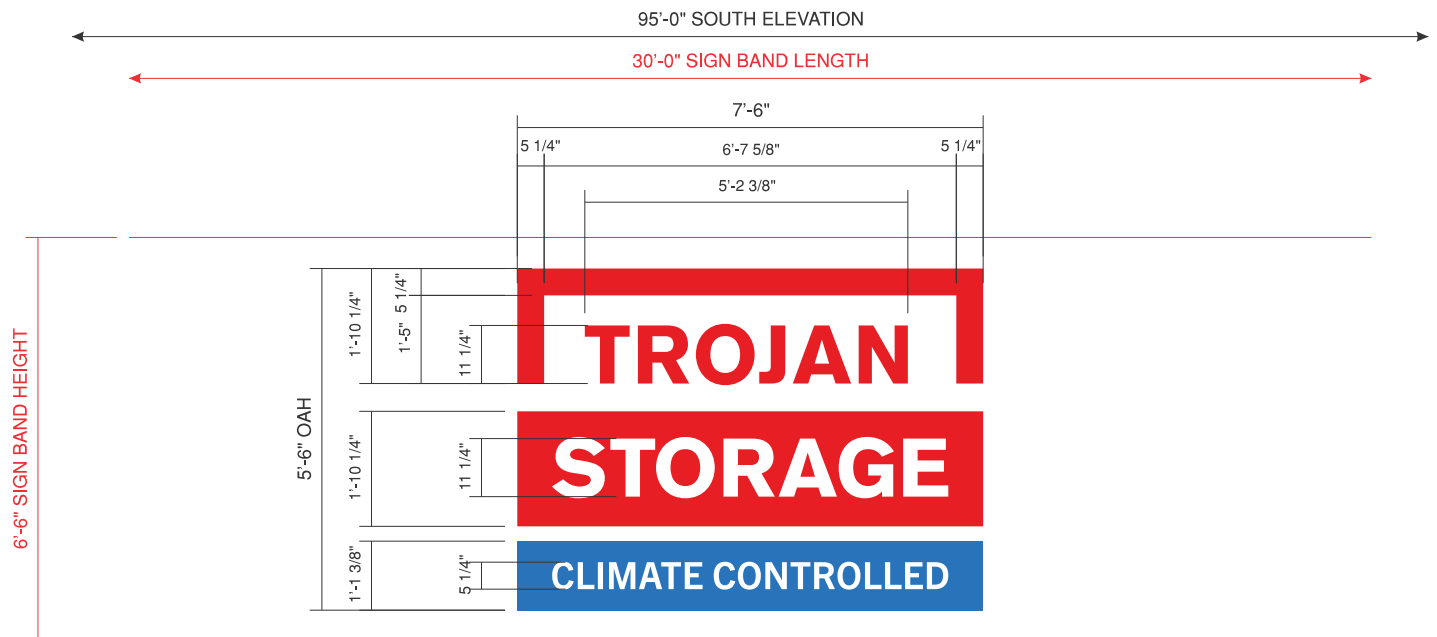 95'-0" SOUTH ELEVATION
30'-0" SIGN BAND LENGTH
7'-6"
5 1/4" 6'-7 5/8" 5 1/4"
5'-2 3/8"
6'-6" SIGN BAND HEIGHT
5'-6" OAH
1'-10 1/4"
1'-5" 5 1/4"
11 1/4"
TROJAN
1'-10 1/4"
11 1/4"
STORAGE
1'-1 3/8"
5 1/4"
CLIMATE CONTROLLED